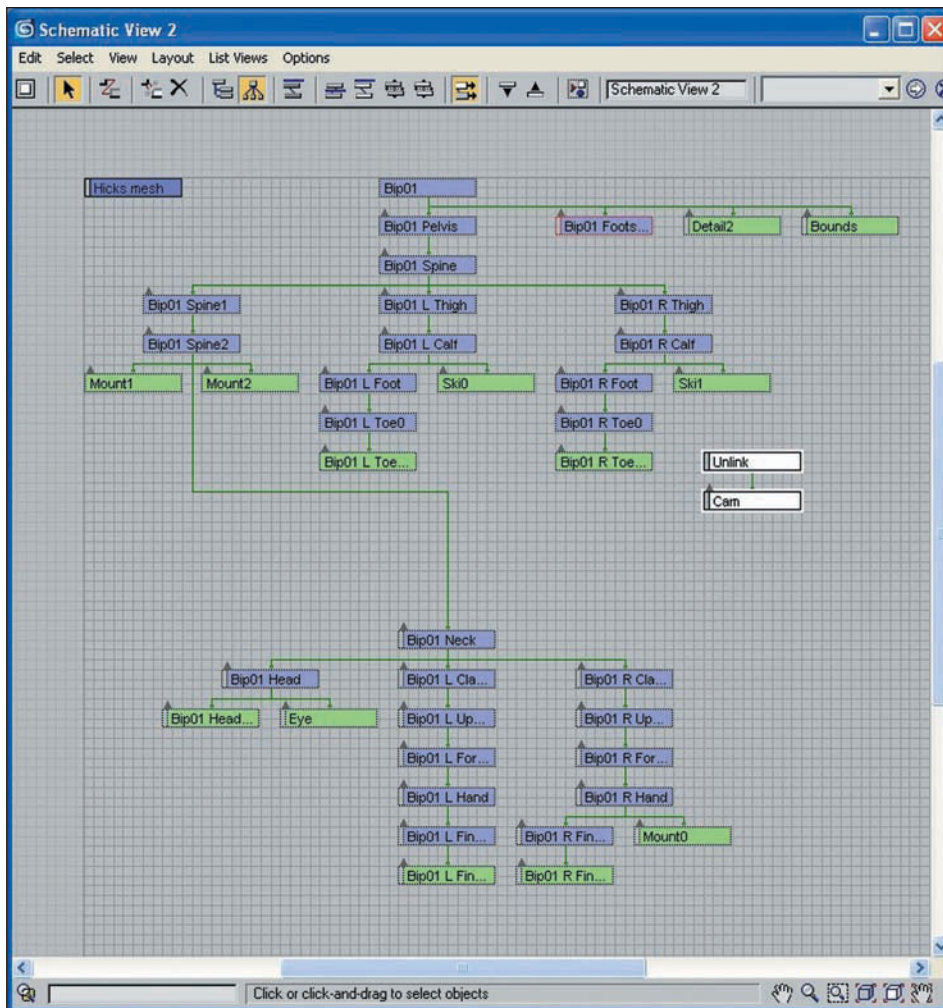 Schematic View 2
Edit Select View Layout List Views Options
Schematic View 2
Hicks mesh Bip01
Bip01 Pelvis Bip01 Foots... Detail2 Bounds
Bip01 Spine
Bip01 Spine1 Bip01 L Thigh Bip01 R Thigh
Bip01 Spine2 Bip01 L Calf Bip01 R Calf
Mount1 Mount2 Bip01 L Foot Ski0 Bip01 R Foot Ski1
Bip01 L Toe0 Bip01 R Toe0
Bip01 L Toe... Bip01 R Toe... Unlink
Cam
Bip01 Neck
Bip01 Head Bip01 L Cla... Bip01 R Cla...
Bip01 Head... Eye Bip01 L Up... Bip01 R Up...
Bip01 L For... Bip01 R For...
Bip01 L Hand Bip01 R Hand
Bip01 L Fin... Bip01 R Fin... Mount0
Bip01 L Fin... Bip01 R Fin...
Click or click-and-drag to select objects